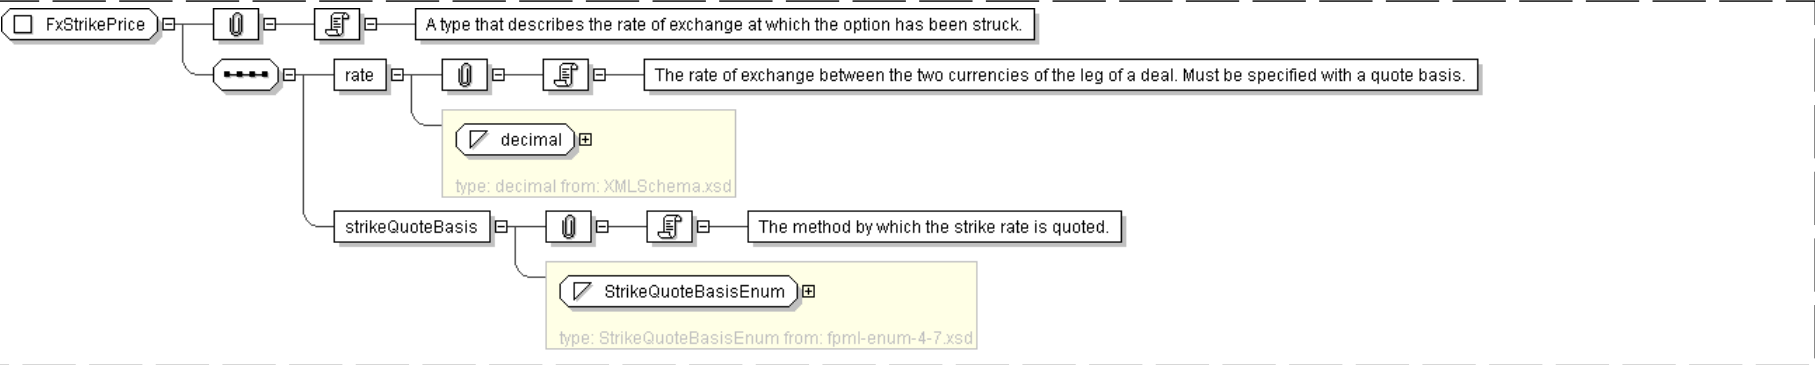 FxStrikePrice
A type that describes the rate of exchange at which the option has been struck.
rate
The rate of exchange between the two currencies of the leg of a deal. Must be specified with a quote basis.
decimal
type: decimal from: XMLSchema.xsd
strikeQuoteBasis
The method by which the strike rate is quoted.
StrikeQuoteBasisEnum
type: StrikeQuoteBasisEnum from: fpml-enum-4-7.xsd